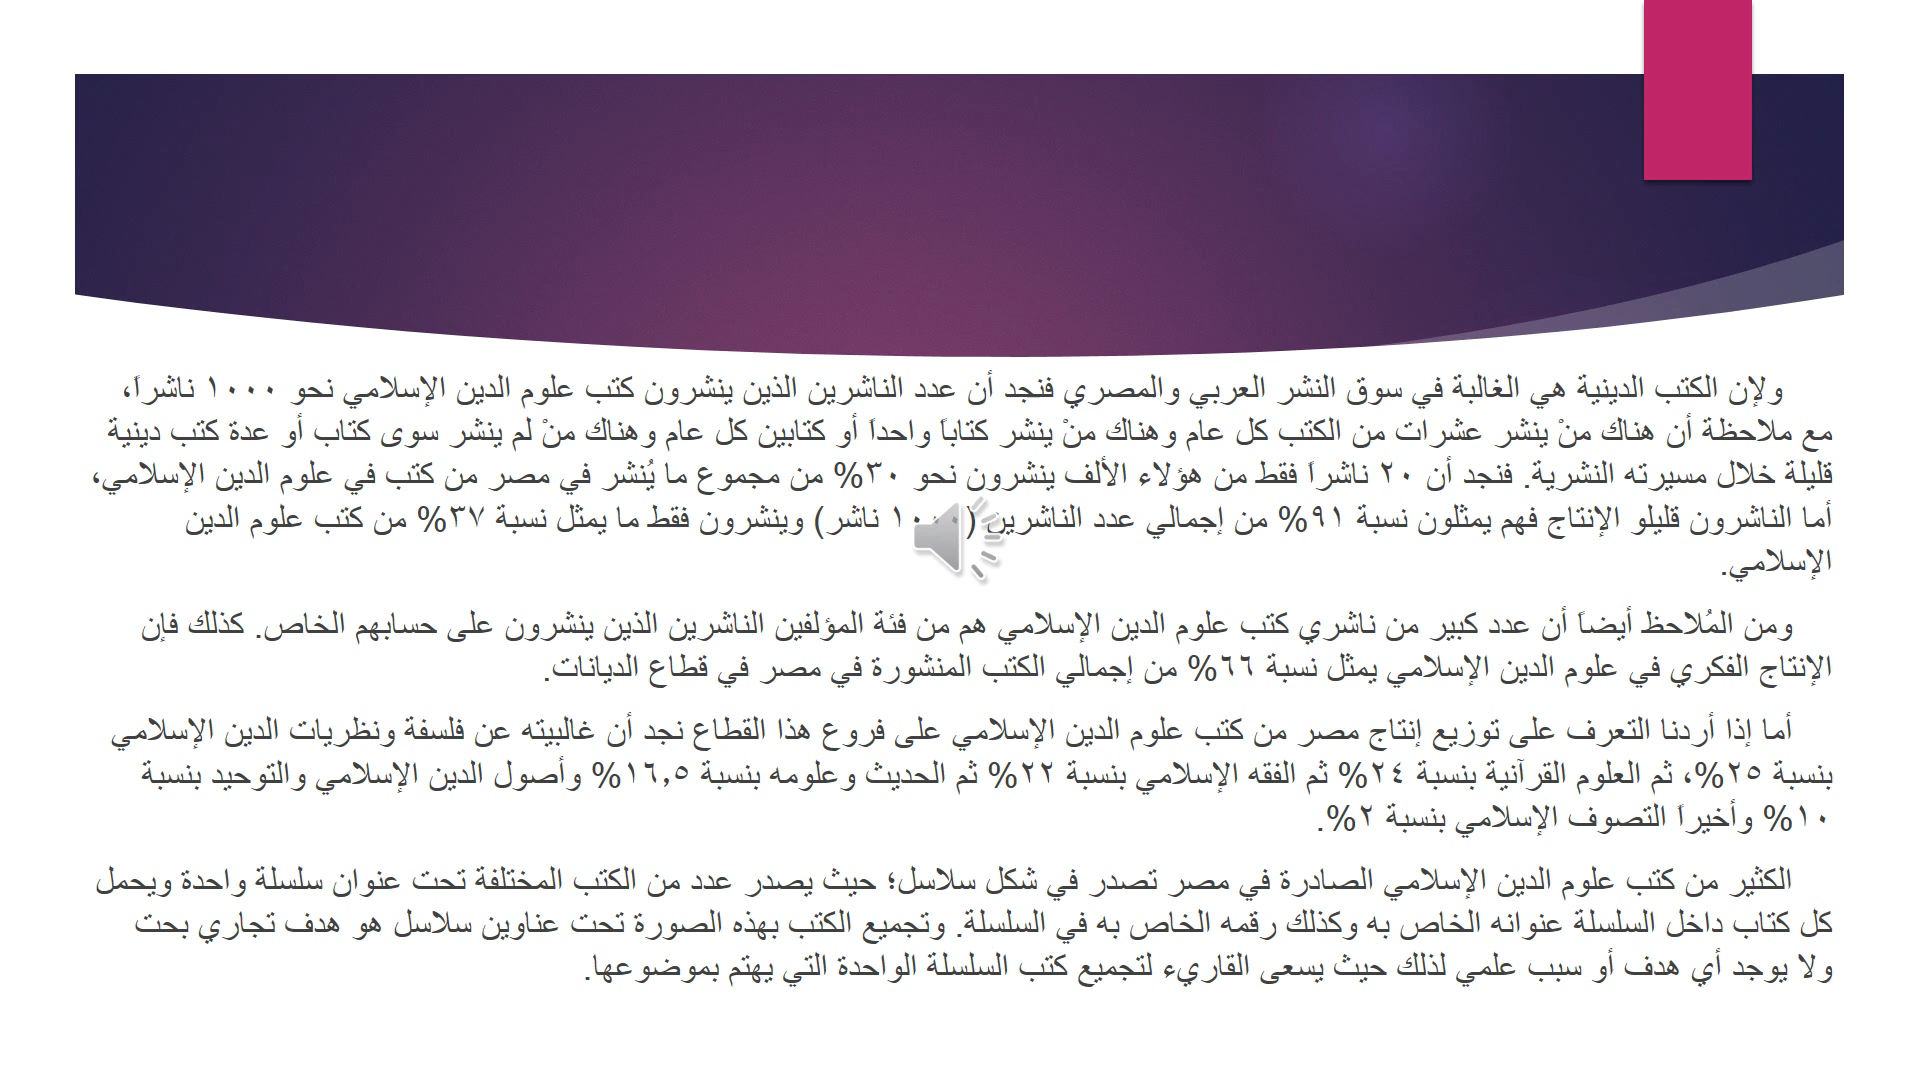 ولإن الكتب الدينية هي الغالبة في سوق النشر العربي والمصري فنجد أن عدد الناشرين الذين ينشرون كتب علوم الدين الإسلامي نحو ١٠٠٠ ناشراً،
مع ملاحظة أن هناك منْ ينشر عشرات من الكتب كل عام وهناك منْ ينشر كتاباً واحداً أو كتابين كل عام وهناك منْ لم ينشر سوى كتاب أو عدة كتب دينية
قليلة خلال مسيرته النشرية. فنجد أن ٢٠ ناشراً فقط من هؤلاء الألف ينشرون نحو ٣٠% من مجموع ما يُنشر في مصر من كتب في علوم الدين الإسلامي،
أما الناشرون قليلو الإنتاج فهم يمثلون نسبة ٩١% من إجمالي عدد الناشرين (١٠٠٠ ناشر) وينشرون فقط ما يمثل نسبة ٣٧% من كتب علوم الدين
الإسلامي.
ومن المُلاحظ أيضاً أن عدد كبير من ناشري كتب علوم الدين الإسلامي هم من فئة المؤلفين الناشرين الذين ينشرون على حسابهم الخاص. كذلك فإن
الإنتاج الفكري في علوم الدين الإسلامي يمثل نسبة ٦٦% من إجمالي الكتب المنشورة في مصر في قطاع الديانات.
أما إذا أردنا التعرف على توزيع إنتاج مصر من كتب علوم الدين الإسلامي على فروع هذا القطاع نجد أن غالبيته عن فلسفة ونظريات الدين الإسلامي
بنسبة ٢٥%، ثم العلوم القرآنية بنسبة ٢٤% ثم الفقه الإسلامي بنسبة ٢٢% ثم الحديث وعلومه بنسبة ١٦,٥% وأصول الدين الإسلامي والتوحيد بنسبة
١٠% وأخيراً التصوف الإسلامي بنسبة ٢%.
الكثير من كتب علوم الدين الإسلامي الصادرة في مصر تصدر في شكل سلاسل؛ حيث يصدر عدد من الكتب المختلفة تحت عنوان سلسلة واحدة ويحمل
كل كتاب داخل السلسلة عنوانه الخاص به وكذلك رقمه الخاص به في السلسلة. وتجميع الكتب بهذه الصورة تحت عناوين سلاسل هو هدف تجاري بحت
ولا يوجد أي هدف أو سبب علمي لذلك حيث يسعى القاريء لتجميع كتب السلسلة الواحدة التي يهتم بموضوعها.